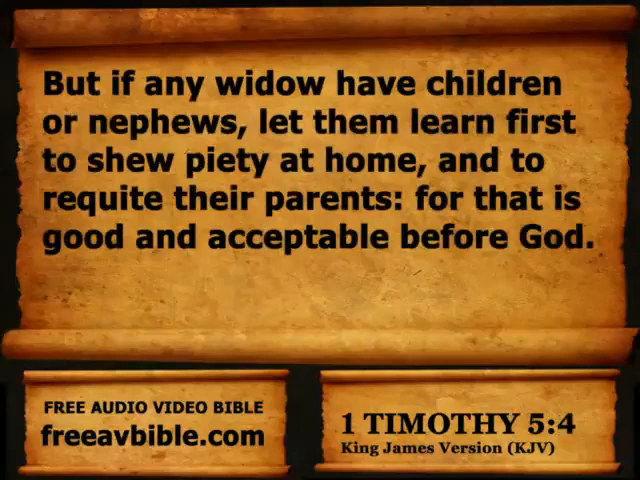 But if any widow have children
or nephews, let them learn first
to shew piety at home, and to
requite their parents: for that is
good and acceptable before God.
FREE AUDIO VIDEO BIBLE
freeavbible.com
1 TIMOTHY 5:4
King James Version (KJV)